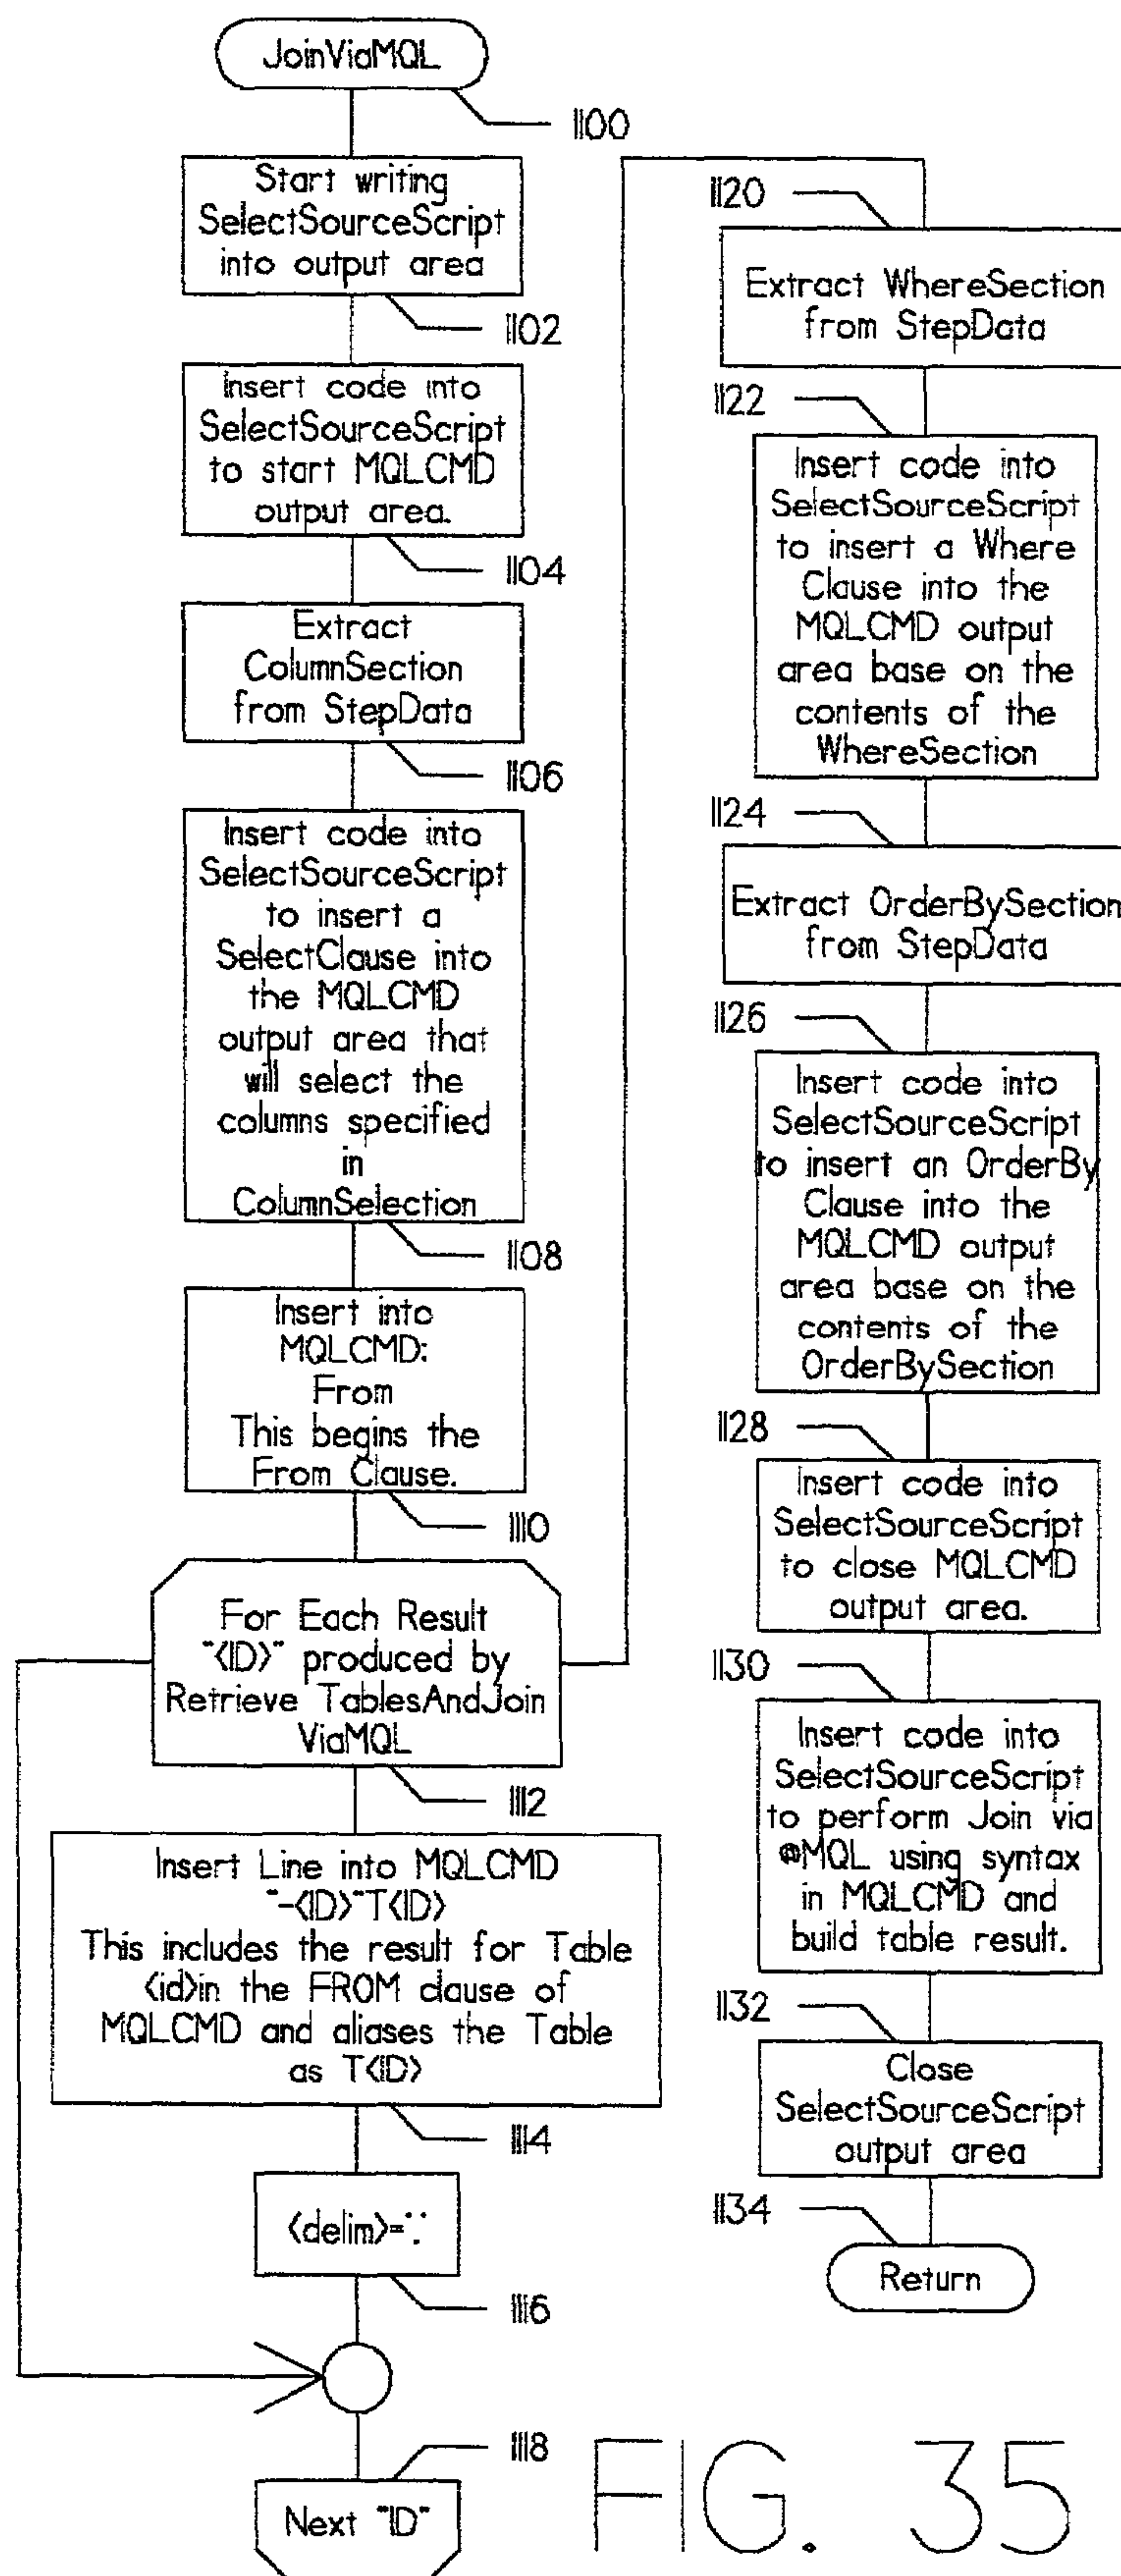 JoinViaMQL
1100
Start writing
SelectSourceScript
into output area
1102
Insert code into
SelectSourceScript
to start MQLCMD
output area.
1104
Extract
ColumnSection
from StepData
1106
Insert code into
SelectSourceScript
to insert a
SelectClause into
the MQLCMD
output area that
will select the
columns specified
in
ColumnSelection
1108
Insert into
MQLCMD:
From
This begins the
From Clause.
1110
For Each Result
"<ID>" produced by
Retrieve TablesAndJoin
ViaMQL
1112
Insert Line into MQLCMD
"-<ID>"T<ID>
This includes the result for Table
<id>in the FROM clause of
MQLCMD and aliases the Table
as T<ID>
1114
<delim>=","
1116
1118
Next "ID"
1120
Extract WhereSection
from StepData
1122
Insert code into
SelectSourceScript
to insert a Where
Clause into the
MQLCMD output
area base on the
contents of the
WhereSection
1124
Extract OrderBySection
from StepData
1126
Insert code into
SelectSourceScript
to insert an OrderBy
Clause into the
MQLCMD output
area base on the
contents of the
OrderBySection
1128
Insert code into
SelectSourceScript
to close MQLCMD
output area.
1130
Insert code into
SelectSourceScript
to perform Join via
@MQL using syntax
in MQLCMD and
build table result.
1132
Close
SelectSourceScript
output area
1134
Return
FIG. 35